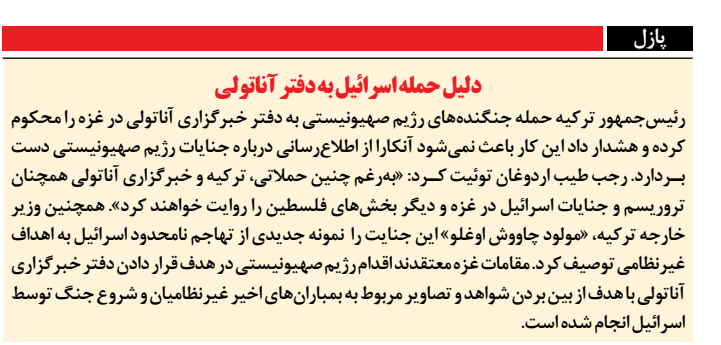 پازل
دلیل حمله اسرائیل به دفتر آناتولی
رئیس‌جمهور ترکیه حمله جنگنده‌های رژیم صهیونیستی به دفتر خبرگزاری آناتولی در غزه را محکوم
کرده و هشدار داد این کار باعث نمی‌شود آنکارا از اطلاع‌رسانی درباره جنایات رژیم صهیونیستی دست
بــردارد. رجب طیب اردوغان توئیت کــرد: «به‌رغم چنین حملاتی، ترکیه و خبرگزاری آناتولی همچنان
تروریسم و جنایات اسرائیل در غزه و دیگر بخش‌های فلسطین را روایت خواهند کرد». همچنین وزیر
خارجه ترکیه، «مولود چاووش اوغلو» این جنایت را نمونه جدیدی از تهاجم نامحدود اسرائیل به اهداف
غیرنظامی توصیف کرد. مقامات غزه معتقدند اقدام رژیم صهیونیستی در هدف قرار دادن دفتر خبرگزاری
آناتولی با هدف از بین بردن شواهد و تصاویر مربوط به بمباران‌های اخیر غیرنظامیان و شروع جنگ توسط
اسرائیل انجام شده است.